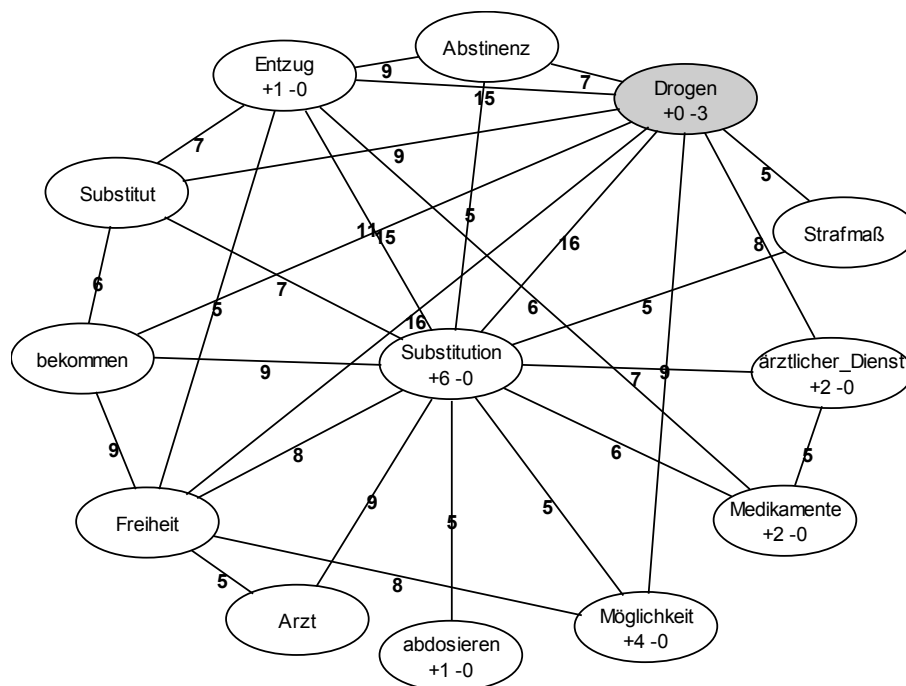 Abstinenz
Entzug
+1 -0
9
7
Drogen
+0 -3
15
7
9
5
Substitut
5
Strafmaß
11
15
16
8
6
7
5
16
6
5
bekommen
Substitution
+6 -0
9
7
9
ärztlicher_Dienst
+2 -0
9
8
6
5
Freiheit
9
5
5
Medikamente
+2 -0
5
8
Arzt
abdosieren
+1 -0
Möglichkeit
+4 -0